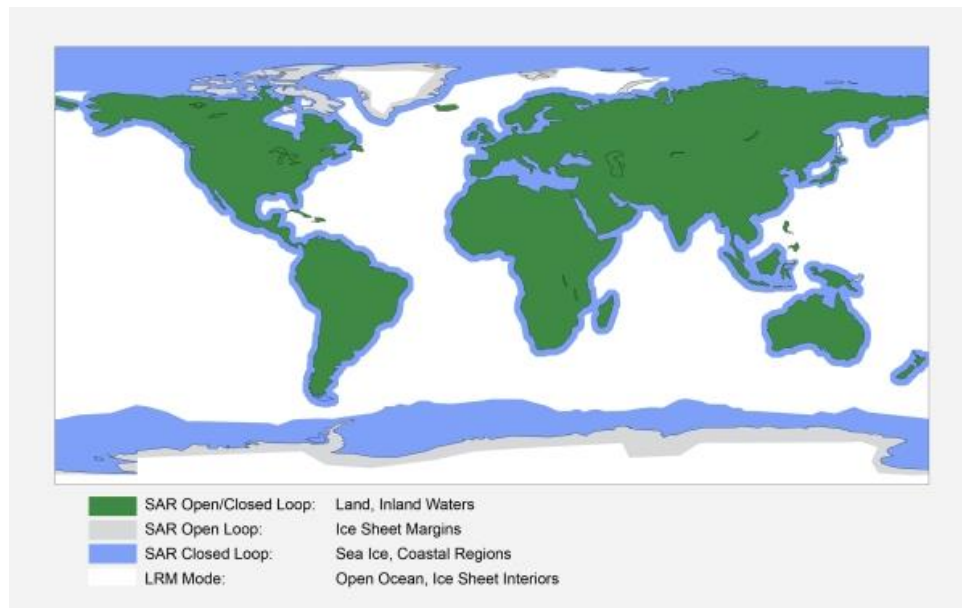 SAR Open/Closed Loop: Land, Inland Waters
SAR Open Loop: Ice Sheet Margins
SAR Closed Loop: Sea Ice, Coastal Regions
LRM Mode: Open Ocean, Ice Sheet Interiors